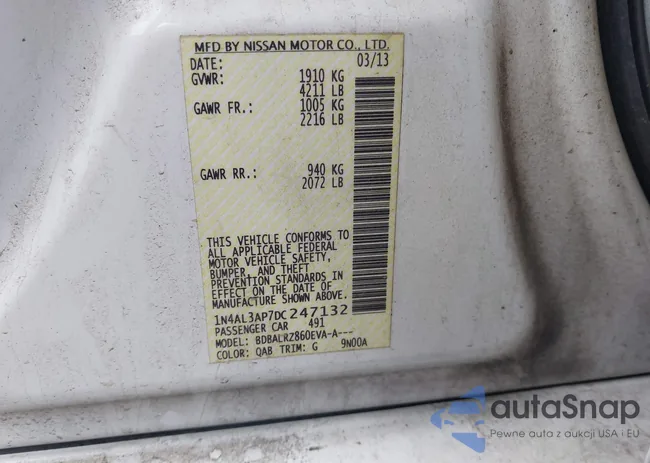 MFD BY NISSAN MOTOR CO., LTD.
DATE: 03/13
GVWR: 1910 KG
4211 LB
GAWR FR.: 1005 KG
2216 LB
GAWR RR.: 940 KG
2072 LB
THIS VEHICLE CONFORMS TO
ALL APPLICABLE FEDERAL
MOTOR VEHICLE SAFETY,
BUMPER, AND THEFT
PREVENTION STANDARDS IN
EFFECT ON THE DATE OF
MANUFACTURE SHOWN ABOVE.
1N4AL3AP7DC247132
PASSENGER CAR 491
MODEL: BDBALRZ860EVA-A---
COLOR: QAB TRIM: G 9N00A
autaSnap
Pewne auta z aukcji USA i EU